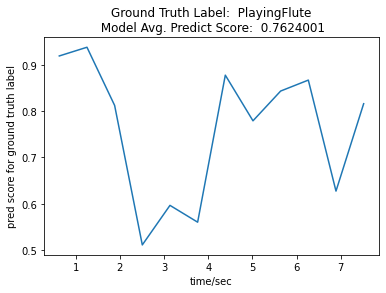 Ground Truth Label:  PlayingFlute
Model Avg. Predict Score:  0.7624001
pred score for ground truth label
0.9
0.8
0.7
0.6
0.5
1 2 3 4 5 6 7
time/sec